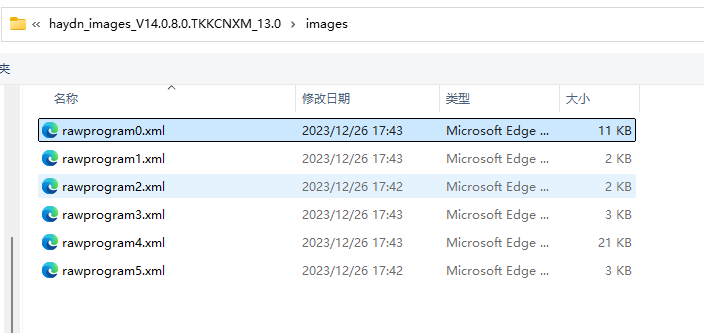 « haydn_images_V14.0.8.0.TKKCNXM_13.0 > images
夹
名称 修改日期 类型 大小
rawprogram0.xml 2023/12/26 17:43 Microsoft Edge ... 11 KB
rawprogram1.xml 2023/12/26 17:43 Microsoft Edge ... 2 KB
rawprogram2.xml 2023/12/26 17:42 Microsoft Edge ... 2 KB
rawprogram3.xml 2023/12/26 17:43 Microsoft Edge ... 3 KB
rawprogram4.xml 2023/12/26 17:43 Microsoft Edge ... 21 KB
rawprogram5.xml 2023/12/26 17:42 Microsoft Edge ... 3 KB